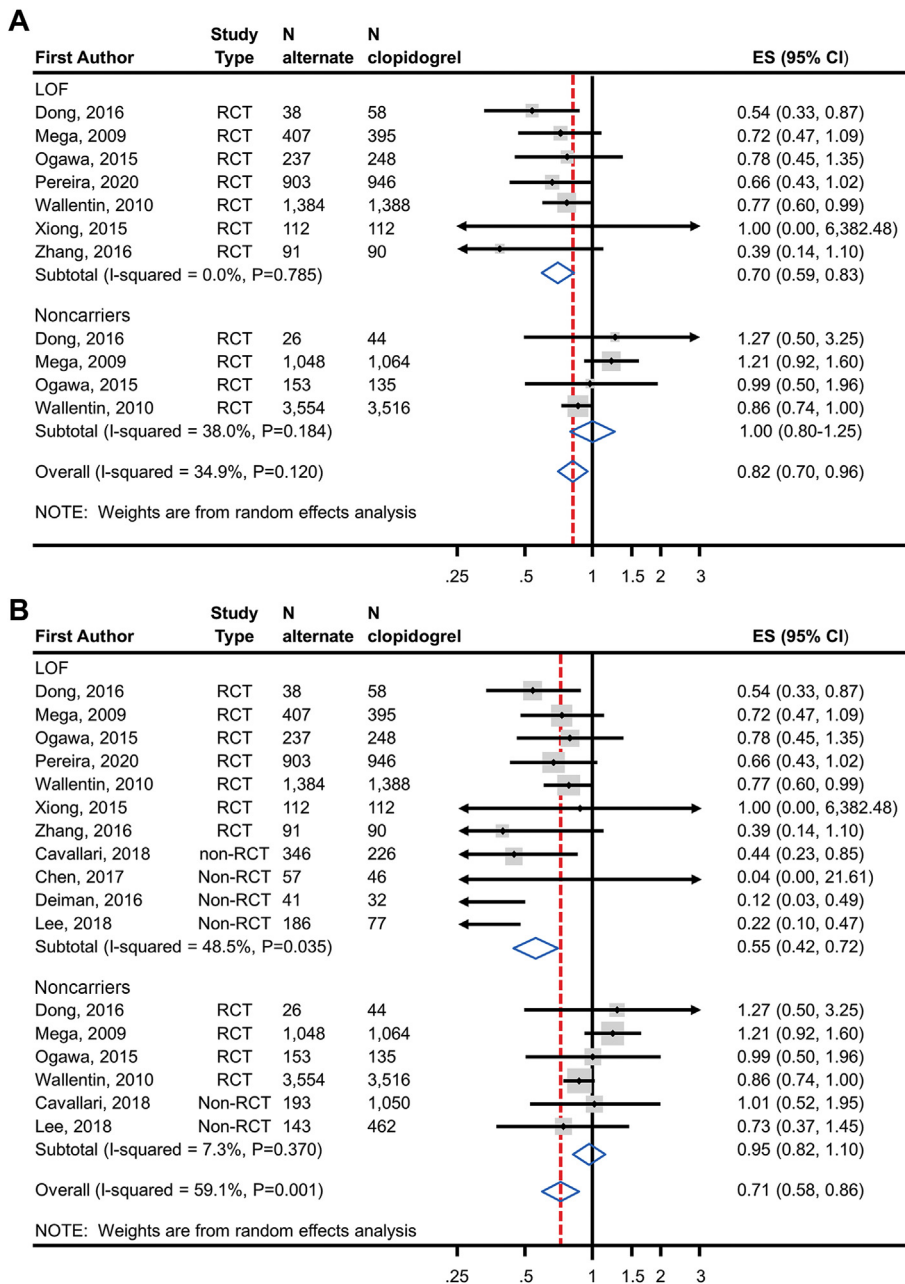 A
Study N N
First Author Type alternate clopidogrel ES (95% CI)
LOF
Dong, 2016 RCT 38 58 0.54 (0.33, 0.87)
Mega, 2009 RCT 407 395 0.72 (0.47, 1.09)
Ogawa, 2015 RCT 237 248 0.78 (0.45, 1.35)
Pereira, 2020 RCT 903 946 0.66 (0.43, 1.02)
Wallentin, 2010 RCT 1,384 1,388 0.77 (0.60, 0.99)
Xiong, 2015 RCT 112 112 1.00 (0.00, 6,382.48)
Zhang, 2016 RCT 91 90 0.39 (0.14, 1.10)
Subtotal (I-squared = 0.0%, P=0.785) 0.70 (0.59, 0.83)
Noncarriers
Dong, 2016 RCT 26 44 1.27 (0.50, 3.25)
Mega, 2009 RCT 1,048 1,064 1.21 (0.92, 1.60)
Ogawa, 2015 RCT 153 135 0.99 (0.50, 1.96)
Wallentin, 2010 RCT 3,554 3,516 0.86 (0.74, 1.00)
Subtotal (I-squared = 38.0%, P=0.184) 1.00 (0.80-1.25)
Overall (I-squared = 34.9%, P=0.120) 0.82 (0.70, 0.96)
NOTE: Weights are from random effects analysis
.25 .5 1 1.5 2 3
B
Study N N
First Author Type alternate clopidogrel ES (95% CI)
LOF
Dong, 2016 RCT 38 58 0.54 (0.33, 0.87)
Mega, 2009 RCT 407 395 0.72 (0.47, 1.09)
Ogawa, 2015 RCT 237 248 0.78 (0.45, 1.35)
Pereira, 2020 RCT 903 946 0.66 (0.43, 1.02)
Wallentin, 2010 RCT 1,384 1,388 0.77 (0.60, 0.99)
Xiong, 2015 RCT 112 112 1.00 (0.00, 6,382.48)
Zhang, 2016 RCT 91 90 0.39 (0.14, 1.10)
Cavallari, 2018 non-RCT 346 226 0.44 (0.23, 0.85)
Chen, 2017 Non-RCT 57 46 0.04 (0.00, 21.61)
Deiman, 2016 Non-RCT 41 32 0.12 (0.03, 0.49)
Lee, 2018 Non-RCT 186 77 0.22 (0.10, 0.47)
Subtotal (I-squared = 48.5%, P=0.035) 0.55 (0.42, 0.72)
Noncarriers
Dong, 2016 RCT 26 44 1.27 (0.50, 3.25)
Mega, 2009 RCT 1,048 1,064 1.21 (0.92, 1.60)
Ogawa, 2015 RCT 153 135 0.99 (0.50, 1.96)
Wallentin, 2010 RCT 3,554 3,516 0.86 (0.74, 1.00)
Cavallari, 2018 Non-RCT 193 1,050 1.01 (0.52, 1.95)
Lee, 2018 Non-RCT 143 462 0.73 (0.37, 1.45)
Subtotal (I-squared = 7.3%, P=0.370) 0.95 (0.82, 1.10)
Overall (I-squared = 59.1%, P=0.001) 0.71 (0.58, 0.86)
NOTE: Weights are from random effects analysis
.25 .5 1 1.5 2 3